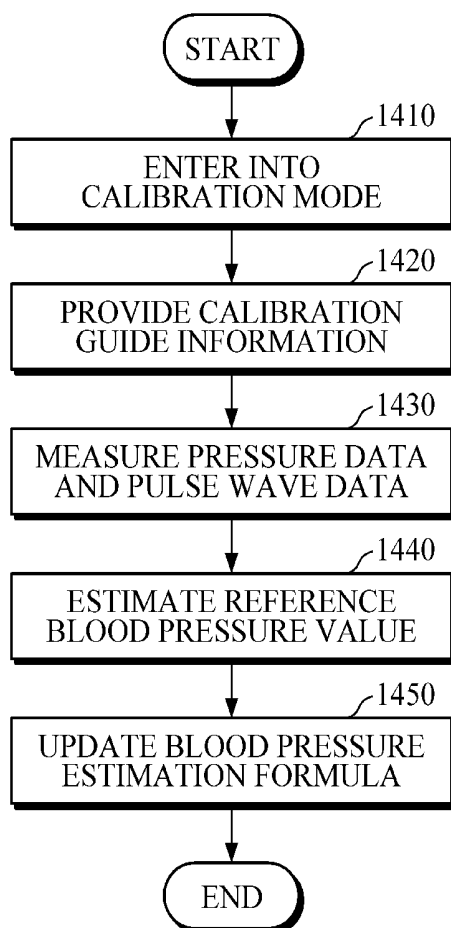 START
1410
ENTER INTO
CALIBRATION MODE
1420
PROVIDE CALIBRATION
GUIDE INFORMATION
1430
MEASURE PRESSURE DATA
AND PULSE WAVE DATA
1440
ESTIMATE REFERENCE
BLOOD PRESSURE VALUE
1450
UPDATE BLOOD PRESSURE
ESTIMATION FORMULA
END